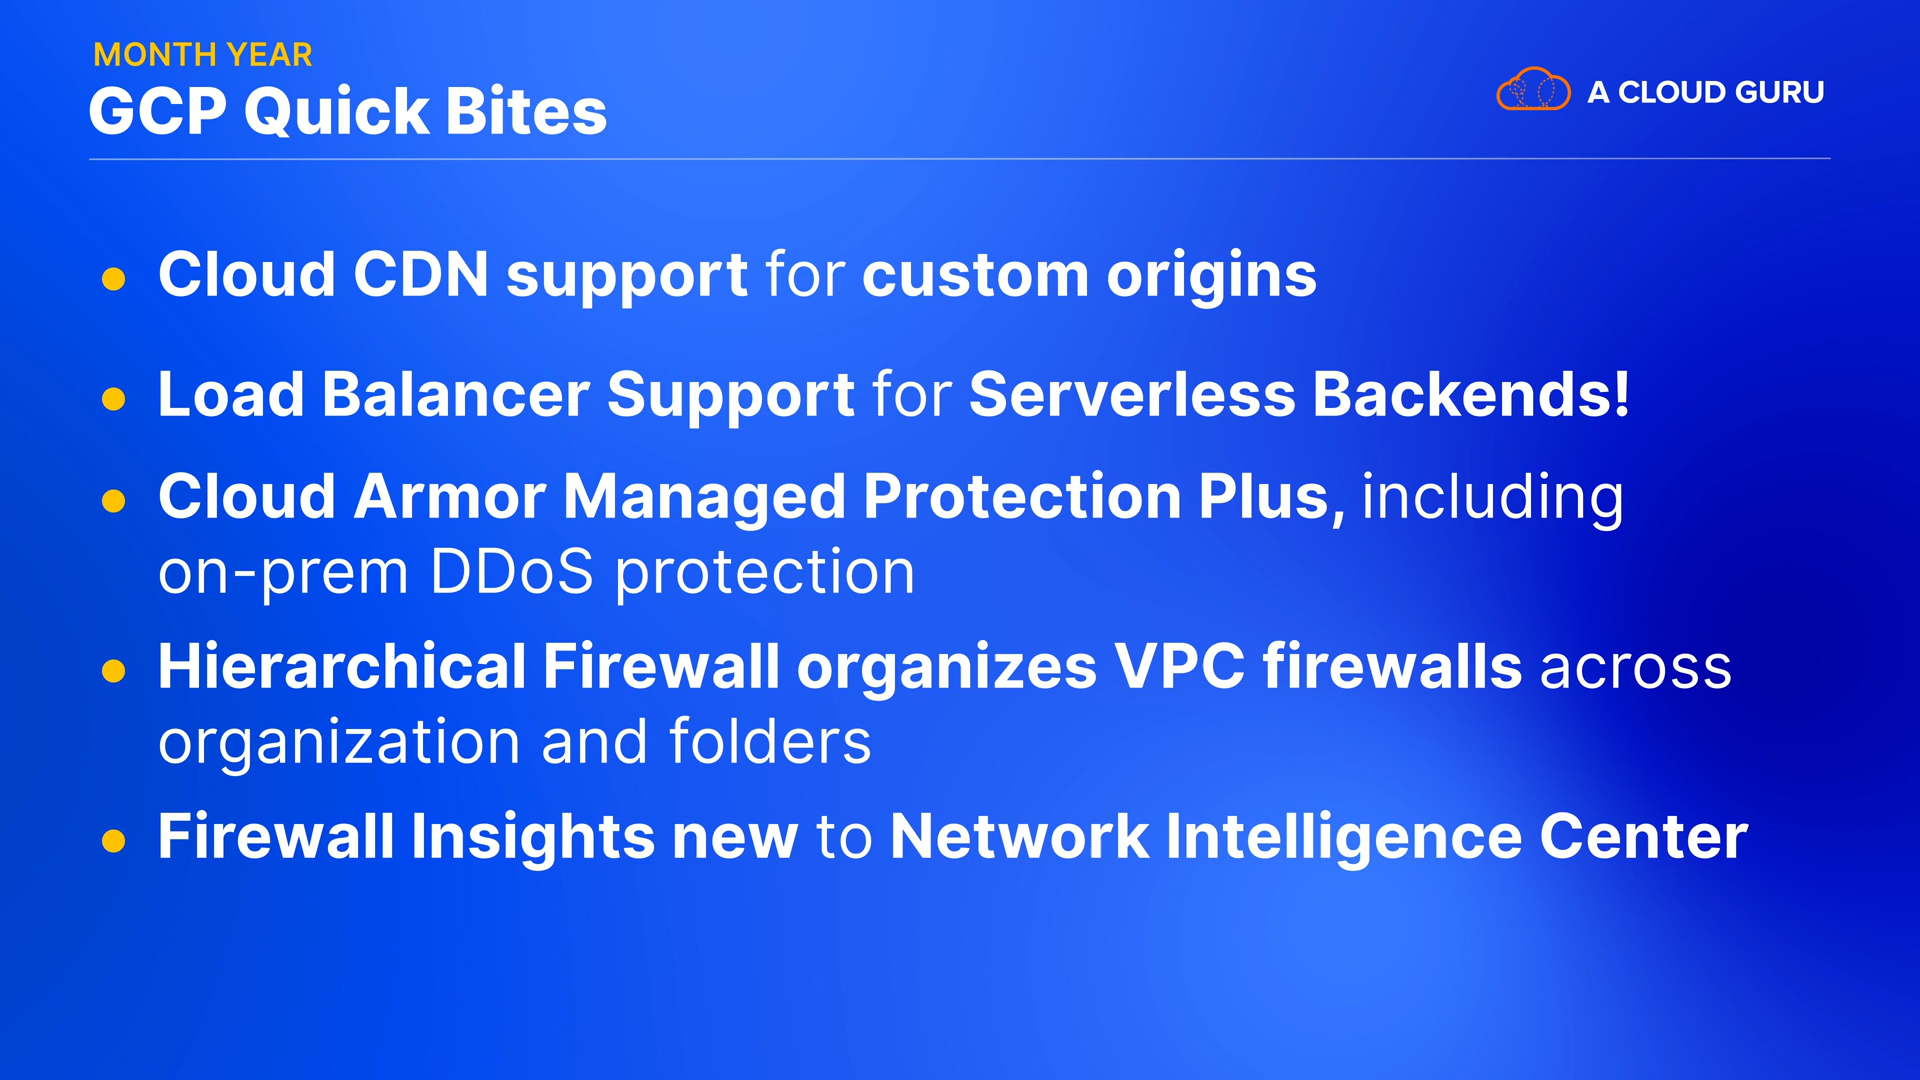 MONTH YEAR
GCP Quick Bites
A CLOUD GURU
Cloud CDN support for custom origins
Load Balancer Support for Serverless Backends!
Cloud Armor Managed Protection Plus, including
on-prem DDoS protection
Hierarchical Firewall organizes VPC firewalls across
organization and folders
Firewall Insights new to Network Intelligence Center